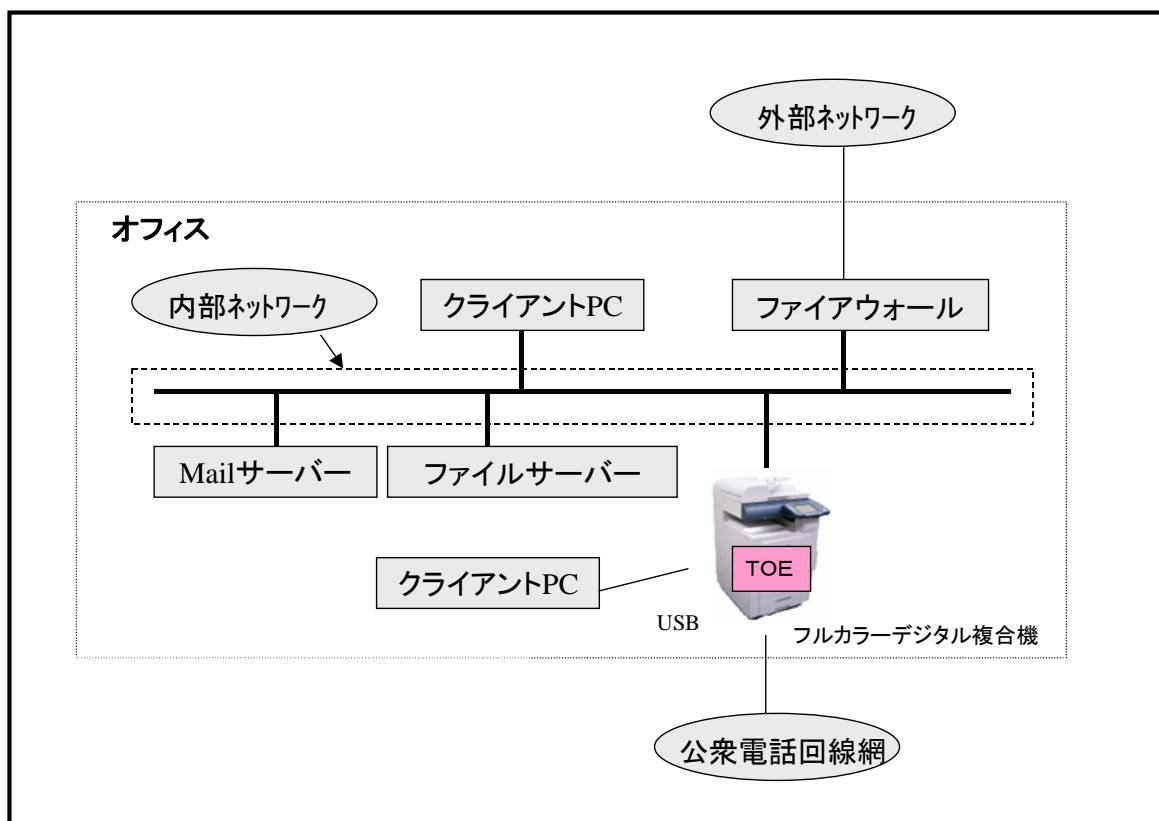 外部ネットワーク
オフィス
内部ネットワーク
クライアントPC
ファイアウォール
Mailサーバー
ファイルサーバー
TOE
クライアントPC
USB
フルカラーデジタル複合機
公衆電話回線網